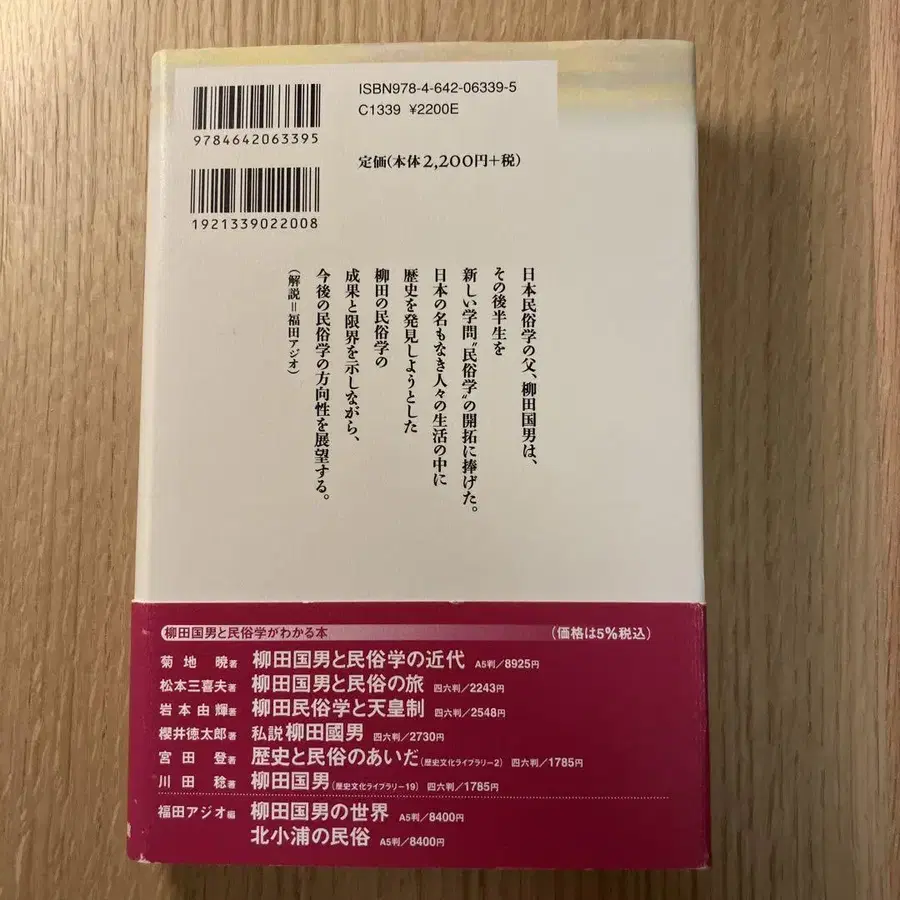 ISBN978-4-642-06339-5
C1339 ¥2200E
9784642063395
定価(本体2,200円+税)
1921339022008
日本民俗学の父、柳田国男は、
その後半生を
新しい学問〝民俗学〟の開拓に捧げた。
日本の名もなき人々の生活の中に
歴史を発見しようとした
柳田の民俗学の
成果と限界を示しながら、
今後の民俗学の方向性を展望する。
(解説=福田アジオ)
柳田国男と民俗学がわかる本 (価格は5%税込)
菊地 暁著 柳田国男と民俗学の近代 A5判/8925円
松本三喜夫著 柳田国男と民俗の旅 四六判/2243円
岩本由輝著 柳田民俗学と天皇制 四六判/2548円
櫻井徳太郎著 私説柳田國男 四六判/2730円
宮田 登著 歴史と民俗のあいだ(歴史文化ライブラリー2) 四六判/1785円
川田 稔著 柳田国男(歴史文化ライブラリー19) 四六判/1785円
福田アジオ編 柳田国男の世界 A5判/8400円
北小浦の民俗 A5判/8400円